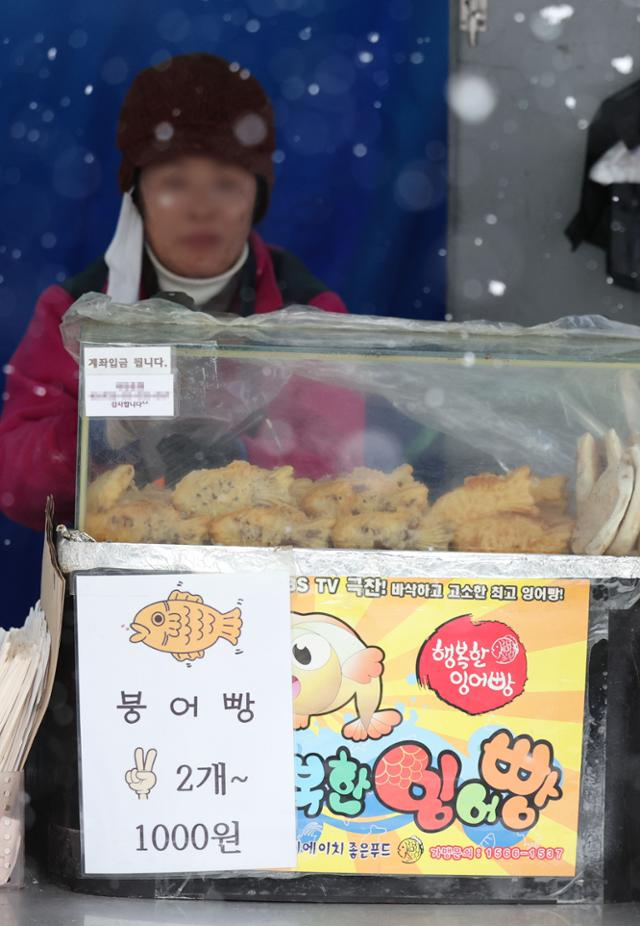 계좌입금 됩니다.
감사합니다^^
BS TV 극찬! 바삭하고 고소한 최고 잉어빵!
행복할
잉어빵
붕어빵
2개~
1000원
복한 잉어빵
에이치 좋은푸드
가맹문의 : 1566-1537